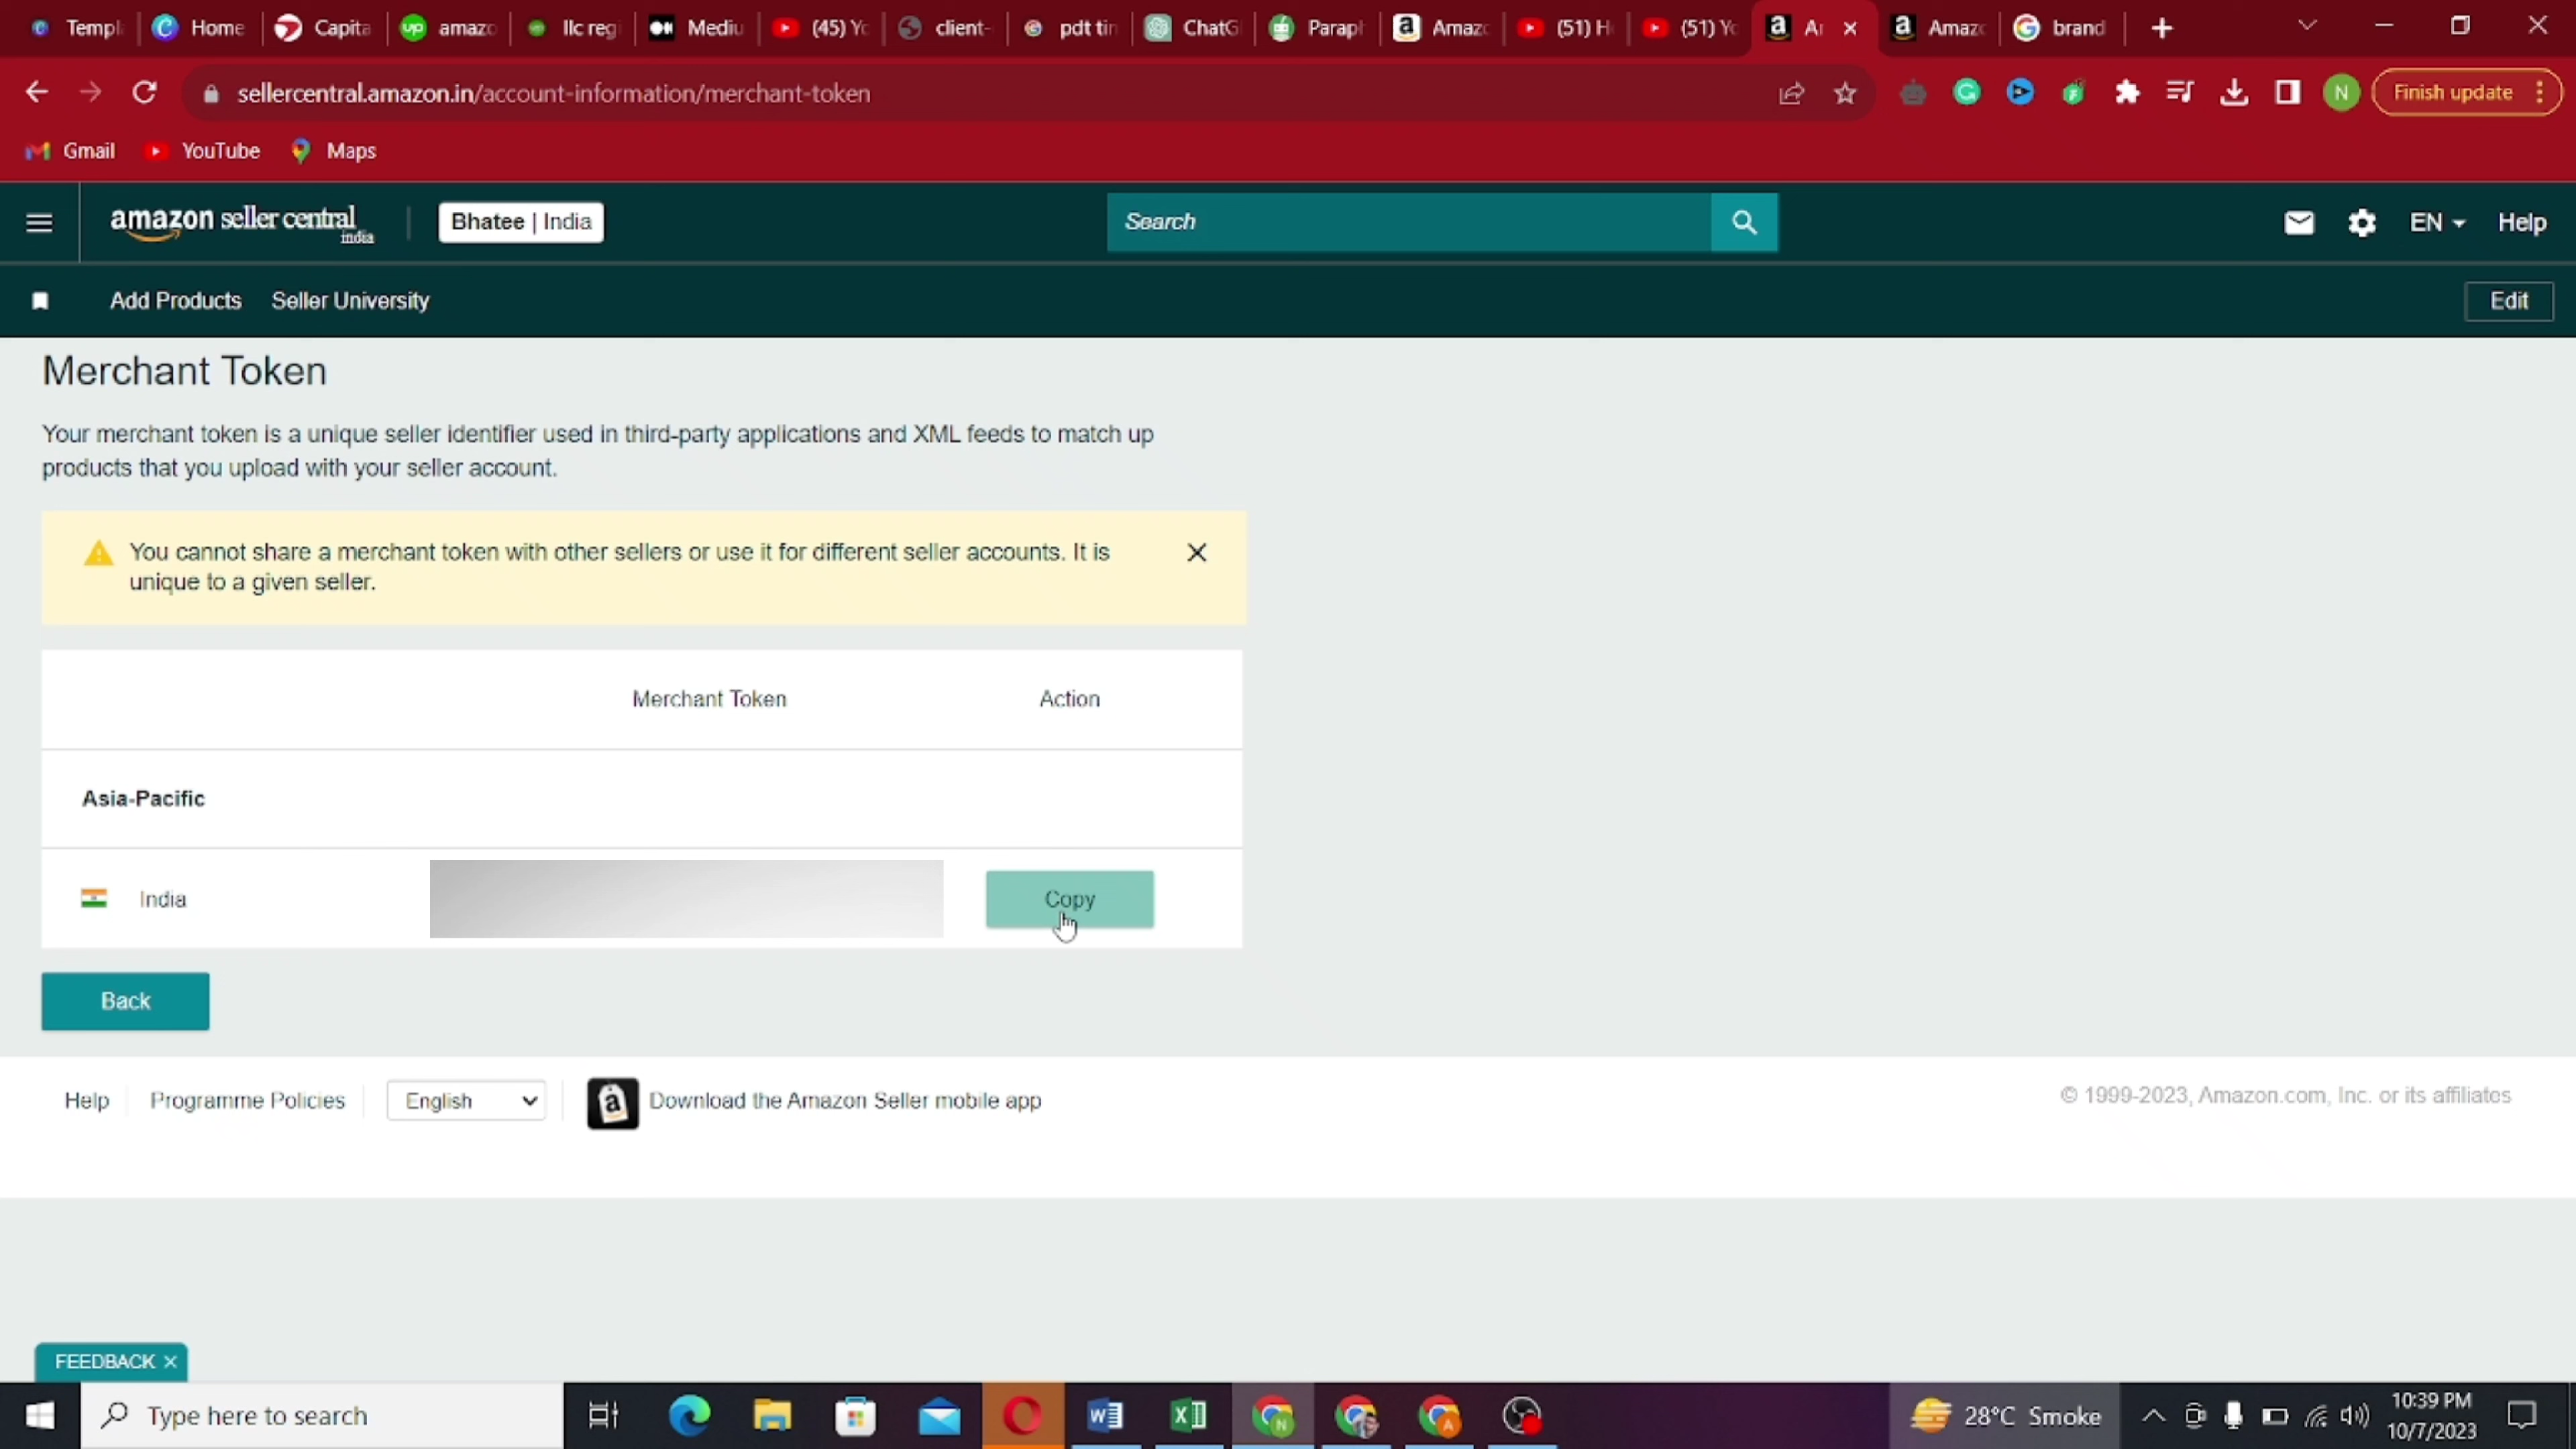 Templ Home Capita amazo llc regi Mediu (45) Yo client- pdt tin ChatG Parap Amazo (51) H (51) Yo Ar Amazo brand
sellercentral.amazon.in/account-information/merchant-token Finish update
Gmail YouTube Maps
amazon seller central india Bhatee | India Search EN Help
Add Products Seller University Edit
Merchant Token
Your merchant token is a unique seller identifier used in third-party applications and XML feeds to match up
products that you upload with your seller account.
You cannot share a merchant token with other sellers or use it for different seller accounts. It is
unique to a given seller.
Merchant Token Action
Asia-Pacific
India Copy
Back
Help Programme Policies English Download the Amazon Seller mobile app © 1999-2023, Amazon.com, Inc. or its affiliates
FEEDBACK
Type here to search 28°C Smoke 10:39 PM
10/7/2023